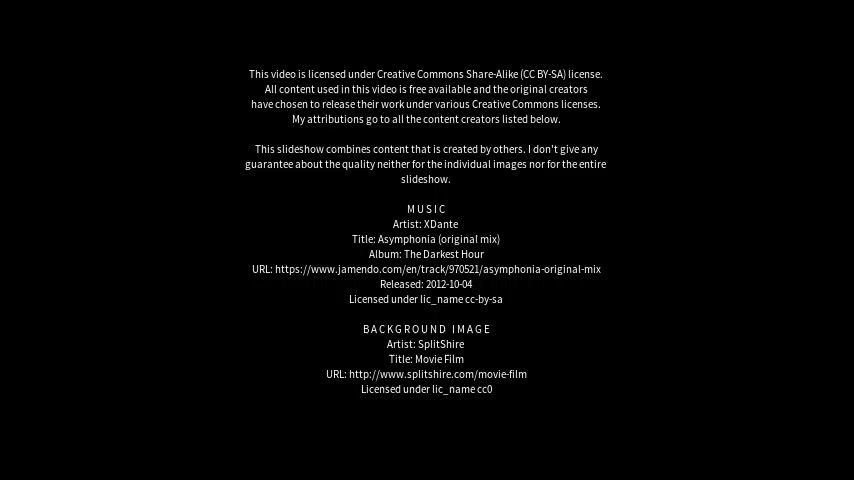 This video is licensed under Creative Commons Share-Alike (CC BY-SA) license.
All content used in this video is free available and the original creators
have chosen to release their work under various Creative Commons licenses.
My attributions go to all the content creators listed below.
This slideshow combines content that is created by others. I don't give any
guarantee about the quality neither for the individual images nor for the entire
slideshow.
MUSIC
Artist: XDante
Title: Asymphonia (original mix)
Album: The Darkest Hour
URL: https://www.jamendo.com/en/track/970521/asymphonia-original-mix
Released: 2012-10-04
Licensed under lic_name cc-by-sa
BACKGROUND IMAGE
Artist: SplitShire
Title: Movie Film
URL: http://www.splitshire.com/movie-film
Licensed under lic_name cc0